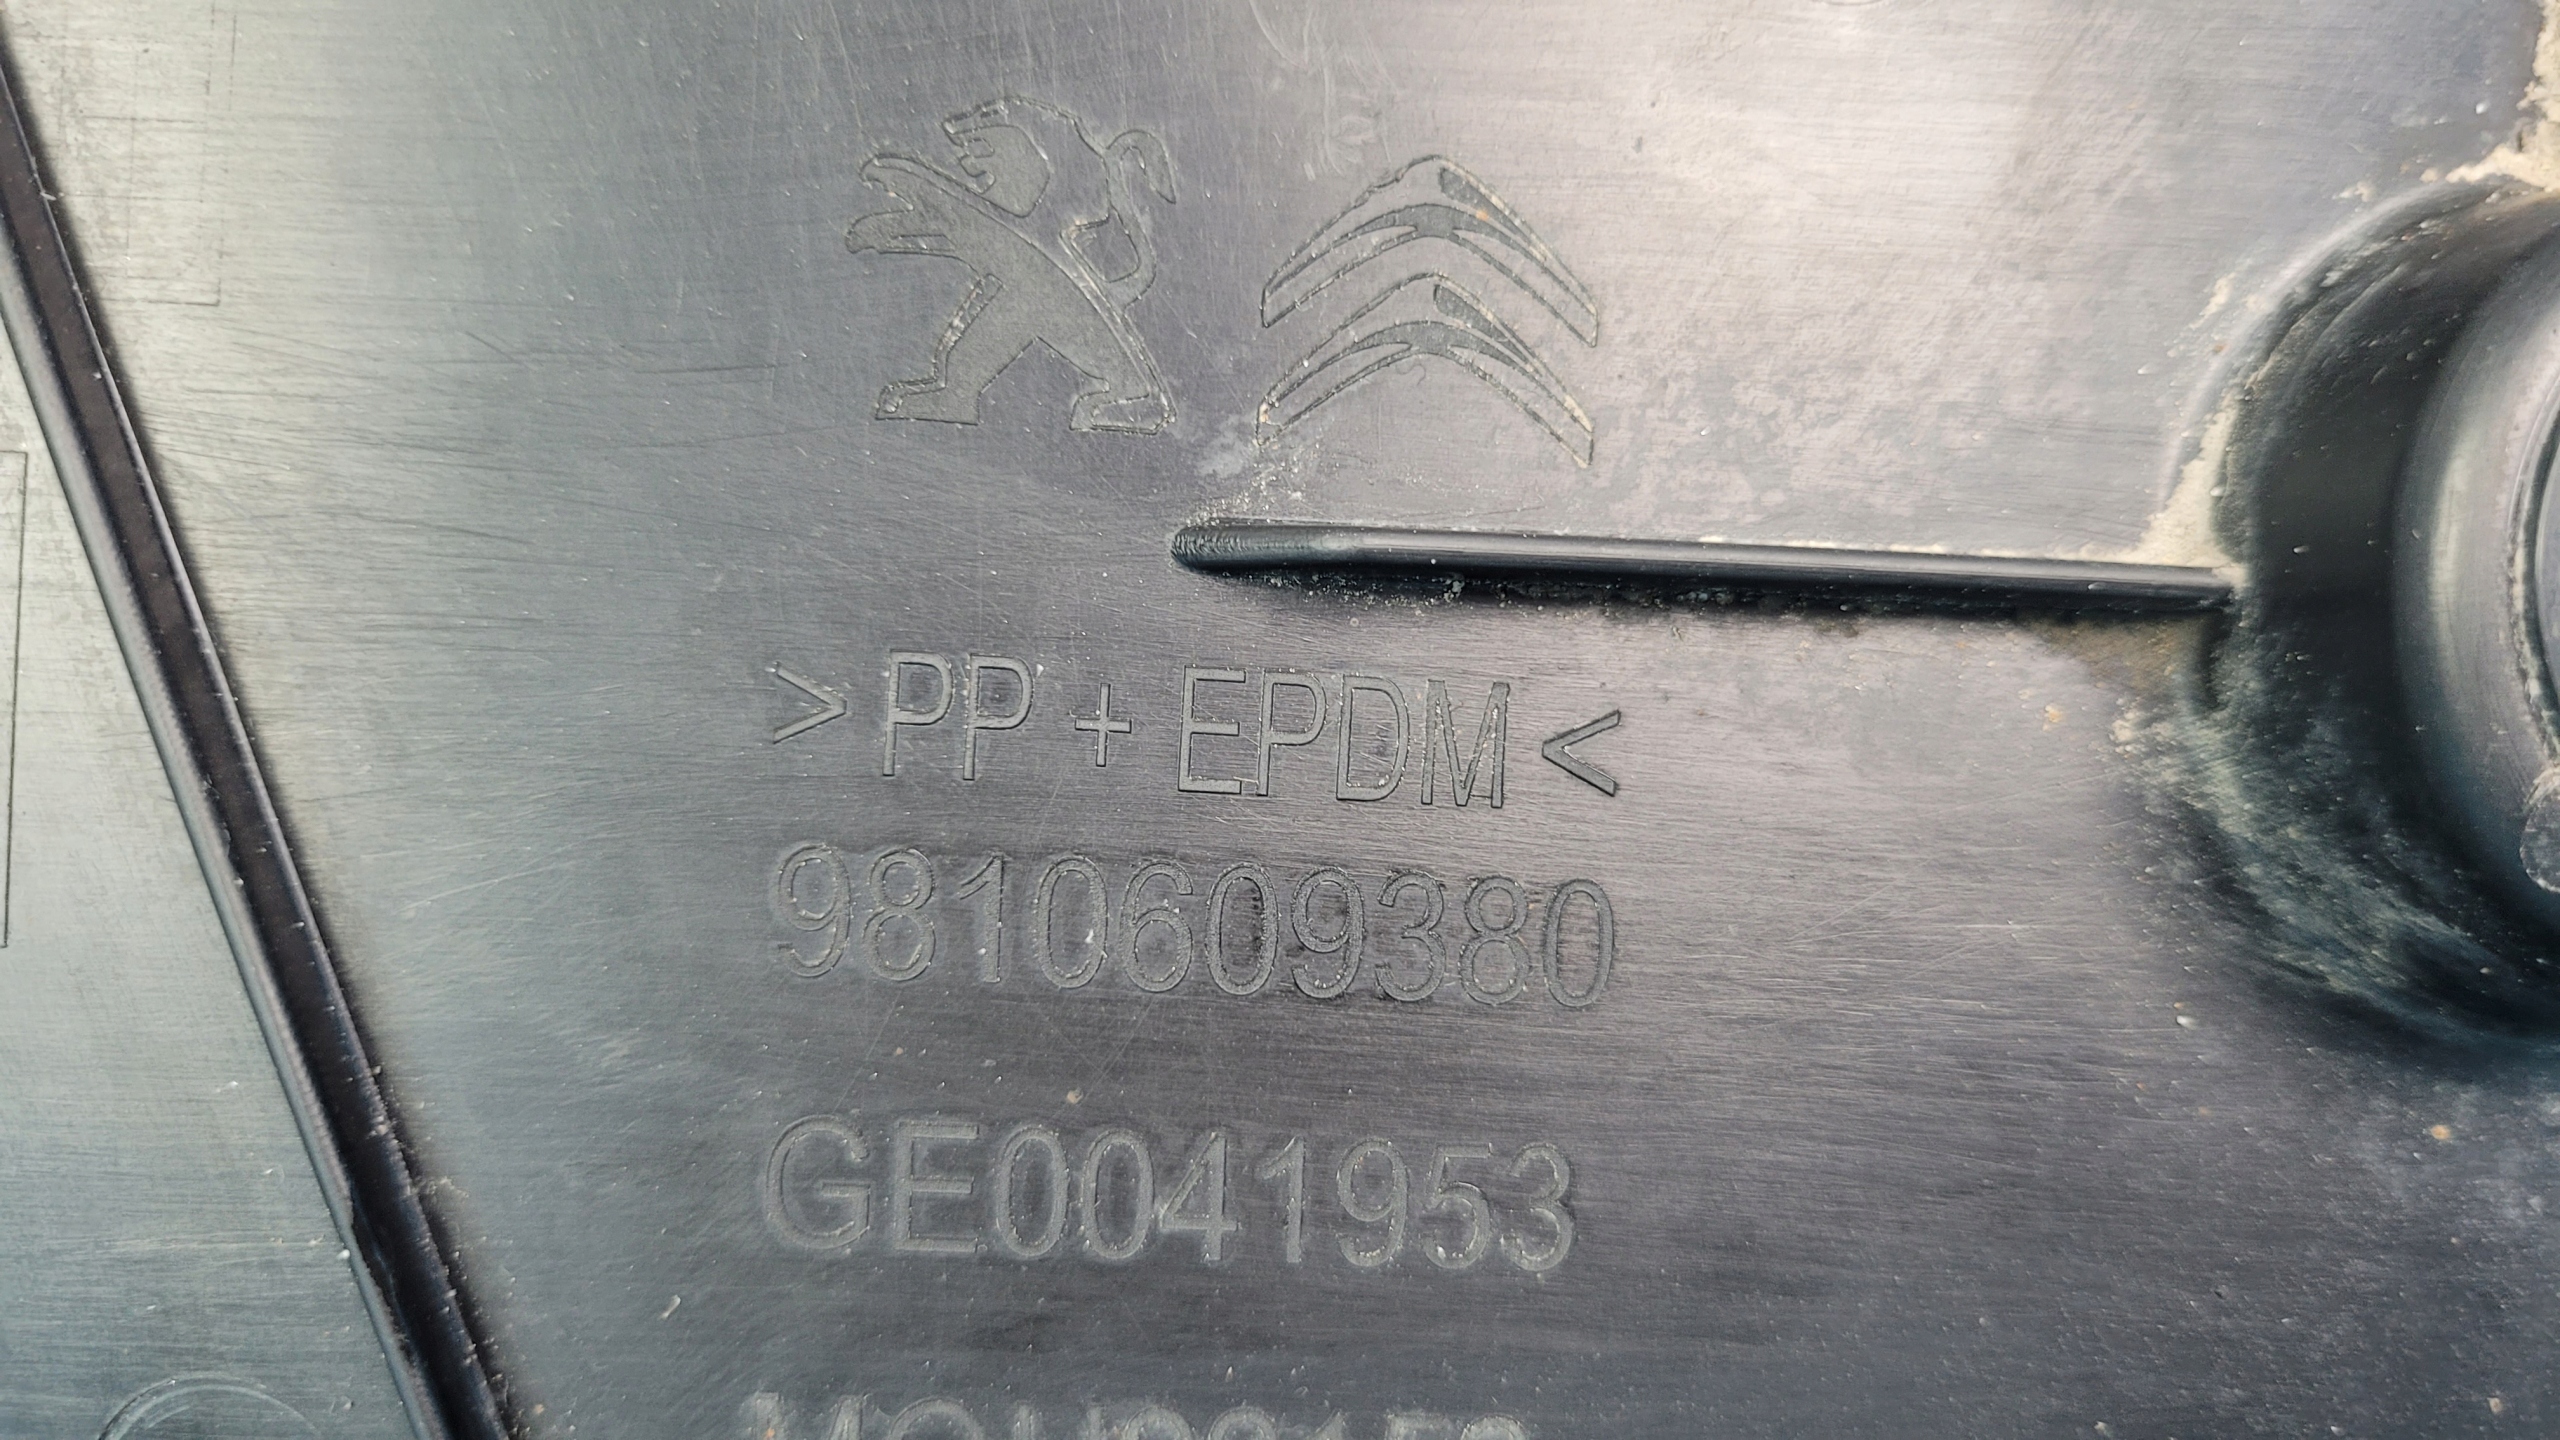 > PP + EPDM <
9810609380
GE0041953